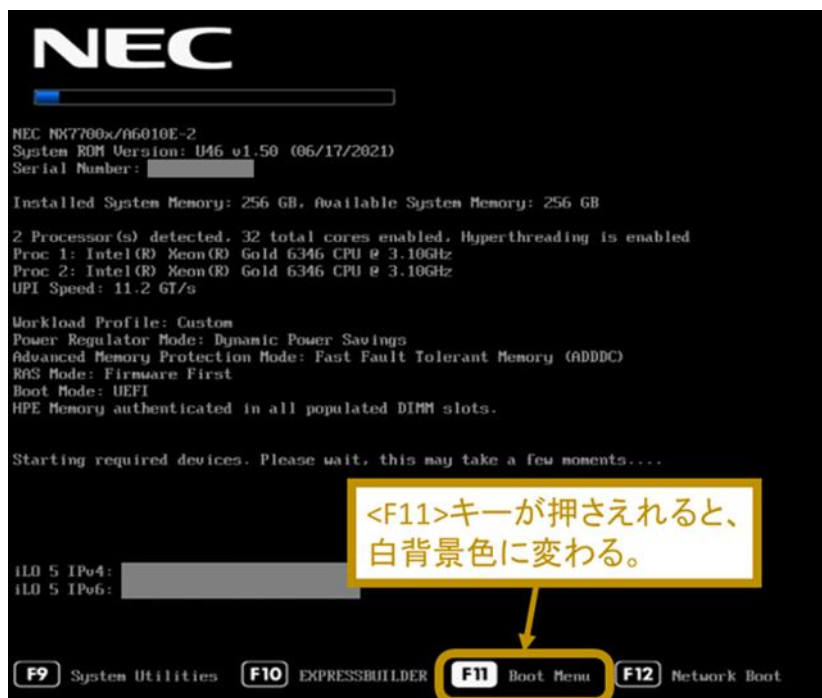 NEC
NEC NX7700x/A6010E-2
System ROM Version: U46 v1.50 (06/17/2021)
Serial Number:
Installed System Memory: 256 GB, Available System Memory: 256 GB
2 Processor(s) detected, 32 total cores enabled, Hyperthreading is enabled
Proc 1: Intel(R) Xeon(R) Gold 6346 CPU @ 3.10GHz
Proc 2: Intel(R) Xeon(R) Gold 6346 CPU @ 3.10GHz
UPI Speed: 11.2 GT/s
Workload Profile: Custom
Power Regulator Mode: Dynamic Power Savings
Advanced Memory Protection Mode: Fast Fault Tolerant Memory (ADDDC)
RAS Mode: Firmware First
Boot Mode: UEFI
HPE Memory authenticated in all populated DIMM slots.
Starting required devices. Please wait, this may take a few moments....
<F11>キーが押さえれると、
白背景色に変わる。
iLO 5 IPv4:
iLO 5 IPv6:
F9 System Utilities F10 EXPRESSBUILDER F11 Boot Menu F12 Network Boot